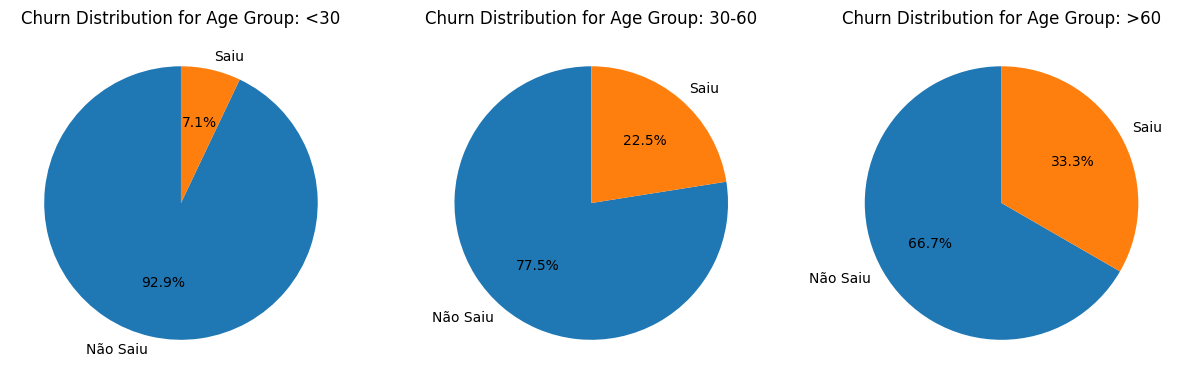 Churn Distribution for Age Group: <30
Saiu
7.1%
92.9%
Não Saiu
Churn Distribution for Age Group: 30-60
Saiu
22.5%
77.5%
Não Saiu
Churn Distribution for Age Group: >60
Saiu
33.3%
66.7%
Não Saiu